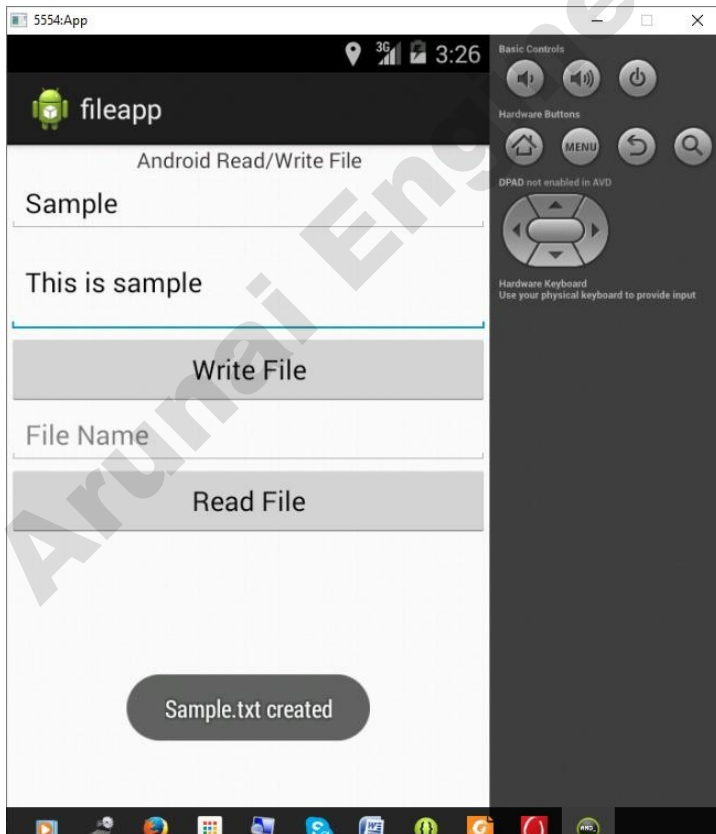 5554:App
3G 3:26
fileapp
Android Read/Write File
Sample
This is sample
Write File
File Name
Read File
Sample.txt created
Basic Controls
Hardware Buttons
MENU
DPAD not enabled in AVD
Hardware Keyboard
Use your physical keyboard to provide input
Arunai Engine